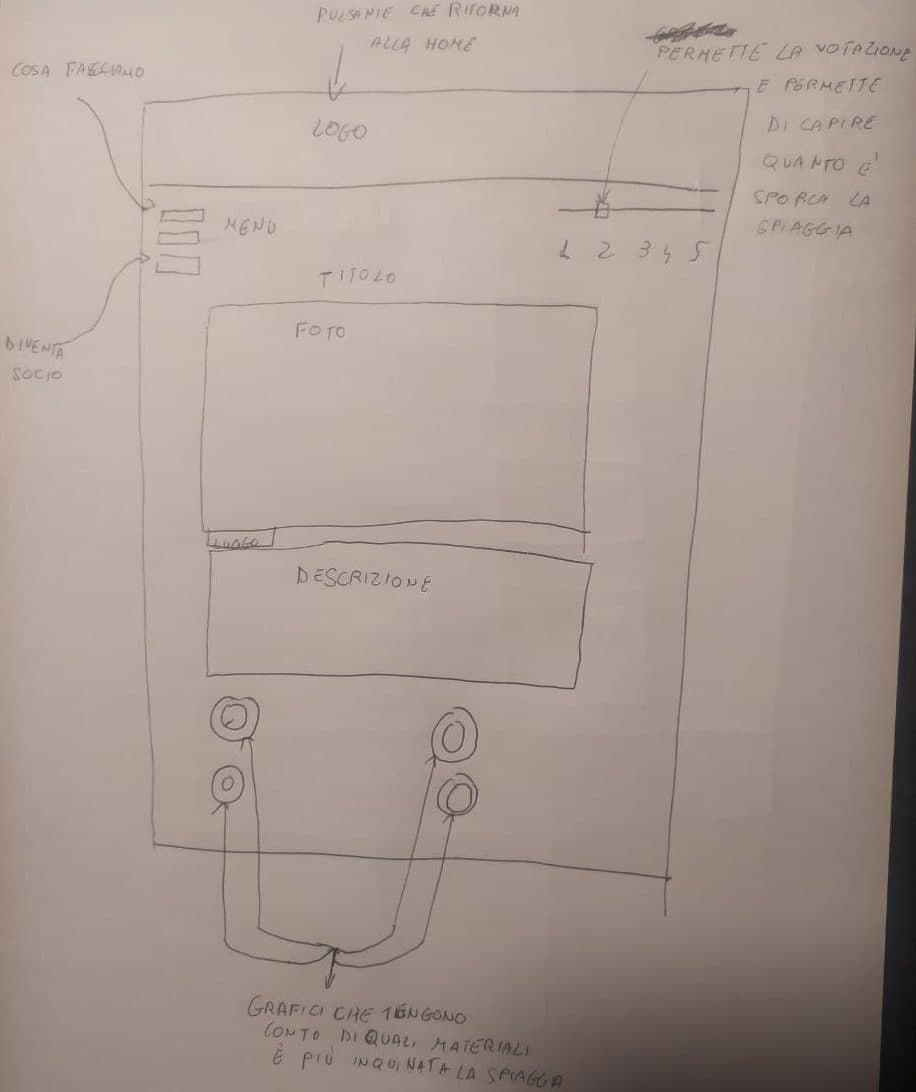 PULSANTE CHE RITORNA
ALLA HOME
PERMETTE LA VOTAZIONE
E PERMETTE
DI CAPIRE
QUANTO E'
SPORCA LA
SPIAGGIA
COSA FACCIAMO
LOGO
MENU
1 2 3 4 5
TITOLO
DIVENTA
SOCIO
FOTO
LUOGO
DESCRIZIONE
GRAFICI CHE TENGONO
CONTO DI QUALI MATERIALI
È PIÙ INQUINATA LA SPIAGGIA